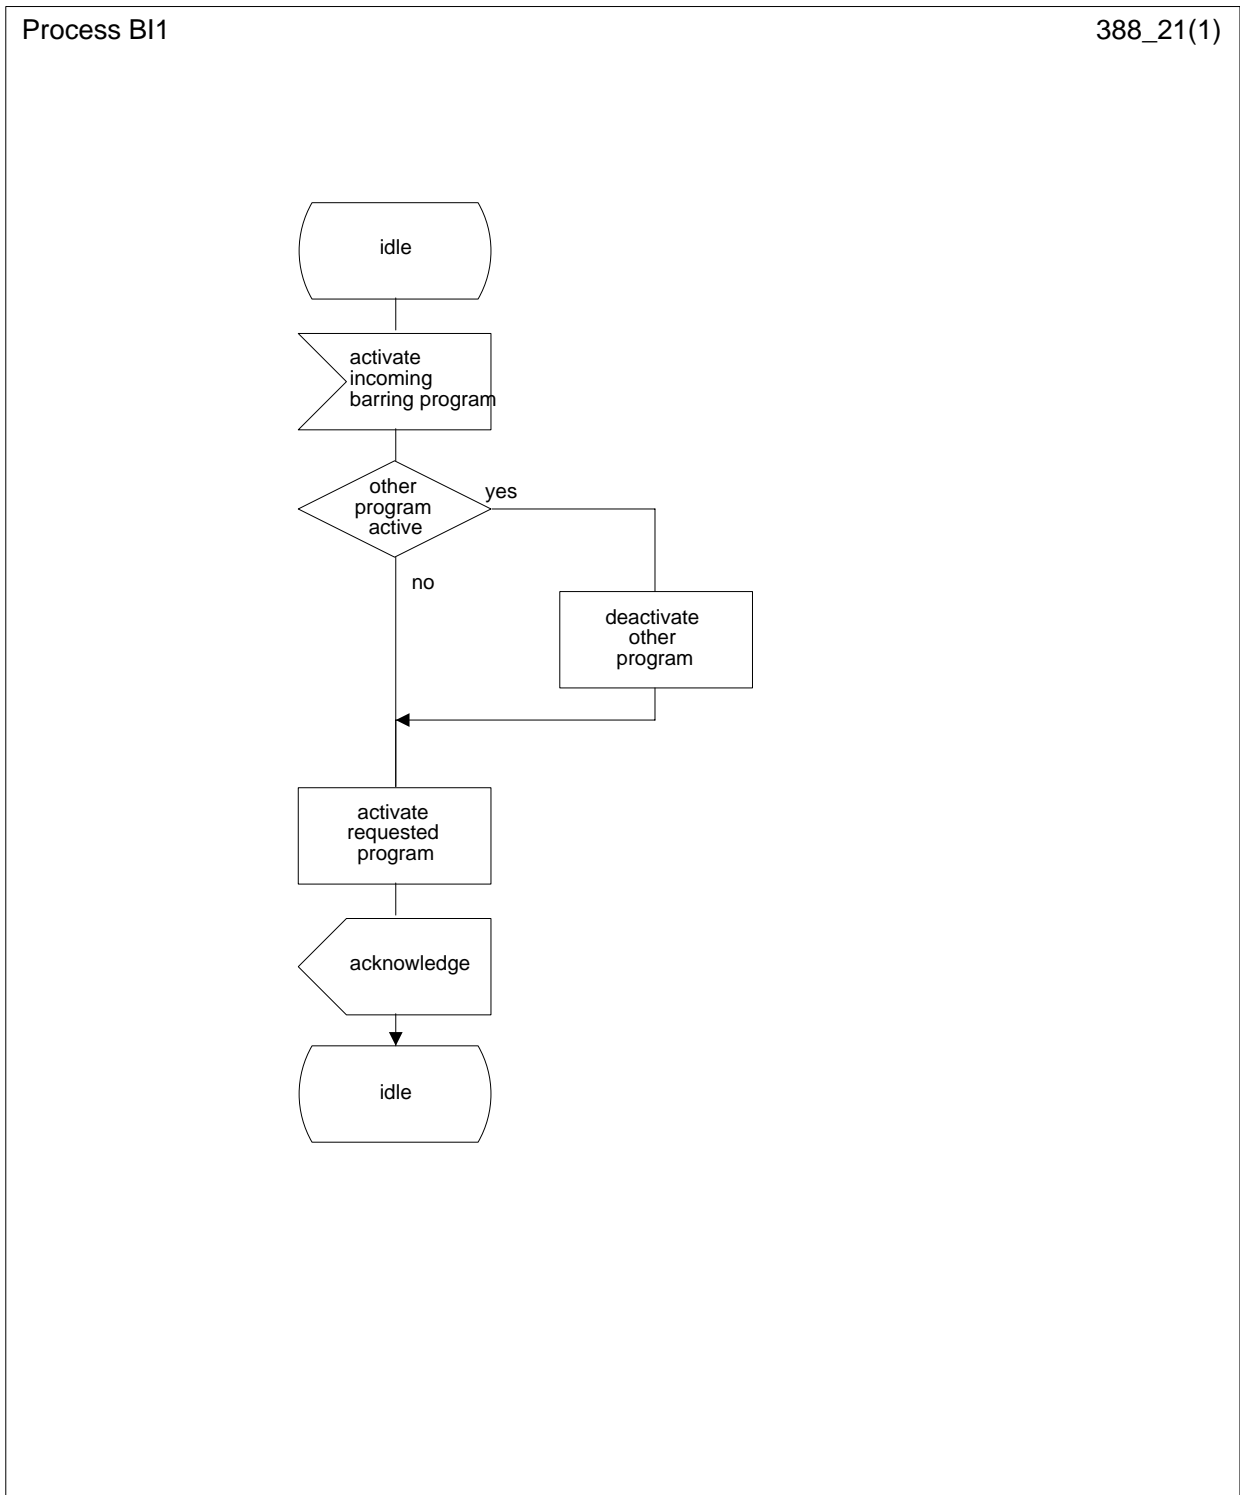 Process BI1
388_21(1)
idle
activate
incoming
barring program
other
program
active
yes
no
deactivate
other
program
activate
requested
program
acknowledge
idle